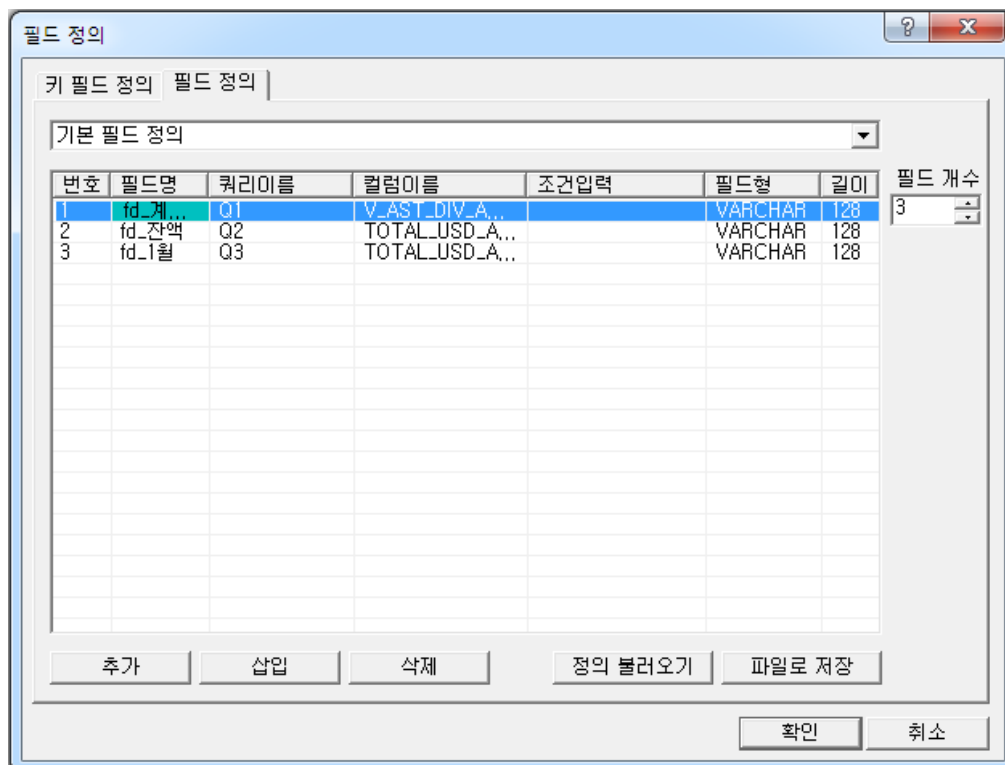 필드 정의
키 필드 정의 필드 정의
기본 필드 정의
번호 필드명 쿼리이름 컬럼이름 조건입력 필드형 길이 필드 개수
1 fd_계... Q1 V_AST_DIV_A... VARCHAR 128 3
2 fd_잔액 Q2 TOTAL_USD_A... VARCHAR 128
3 fd_1월 Q3 TOTAL_USD_A... VARCHAR 128
추가 삽입 삭제 정의 불러오기 파일로 저장
확인 취소